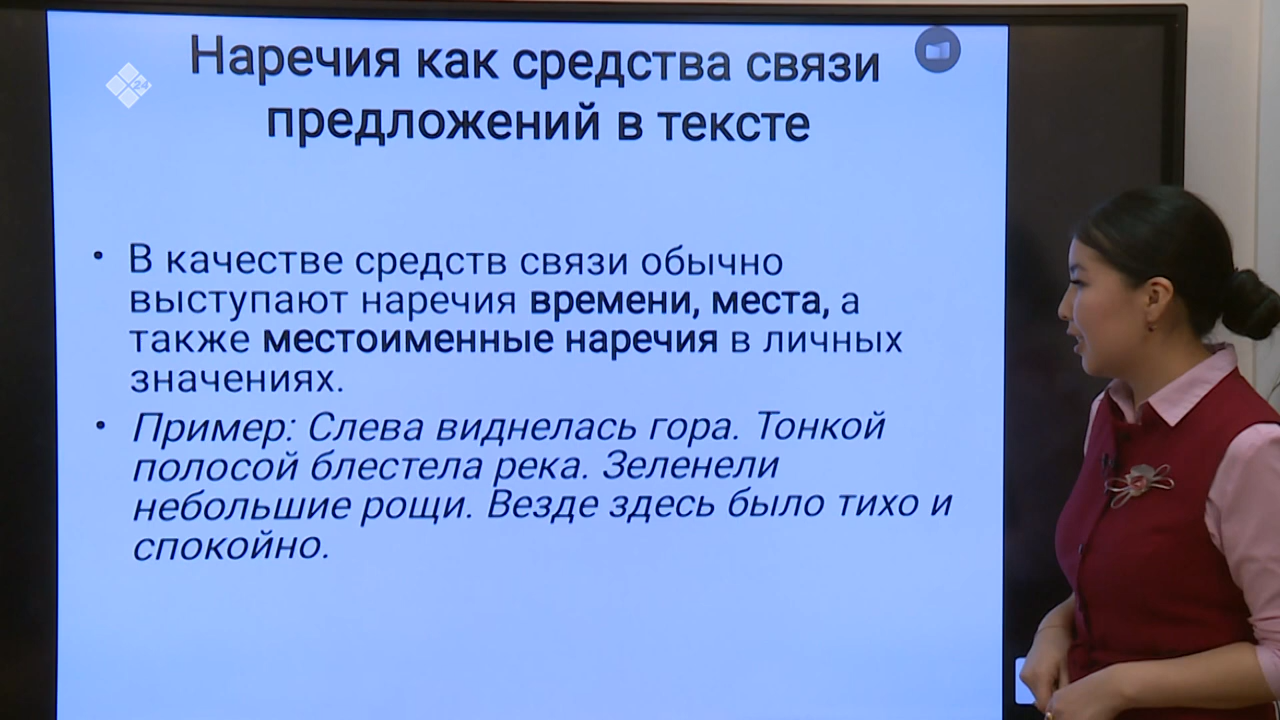 Наречия как средства связи
предложений в тексте
24
• В качестве средств связи обычно
выступают наречия времени, места, а
также местоименные наречия в личных
значениях.
• Пример: Слева виднелась гора. Тонкой
полосой блестела река. Зеленели
небольшие рощи. Везде здесь было тихо и
спокойно.